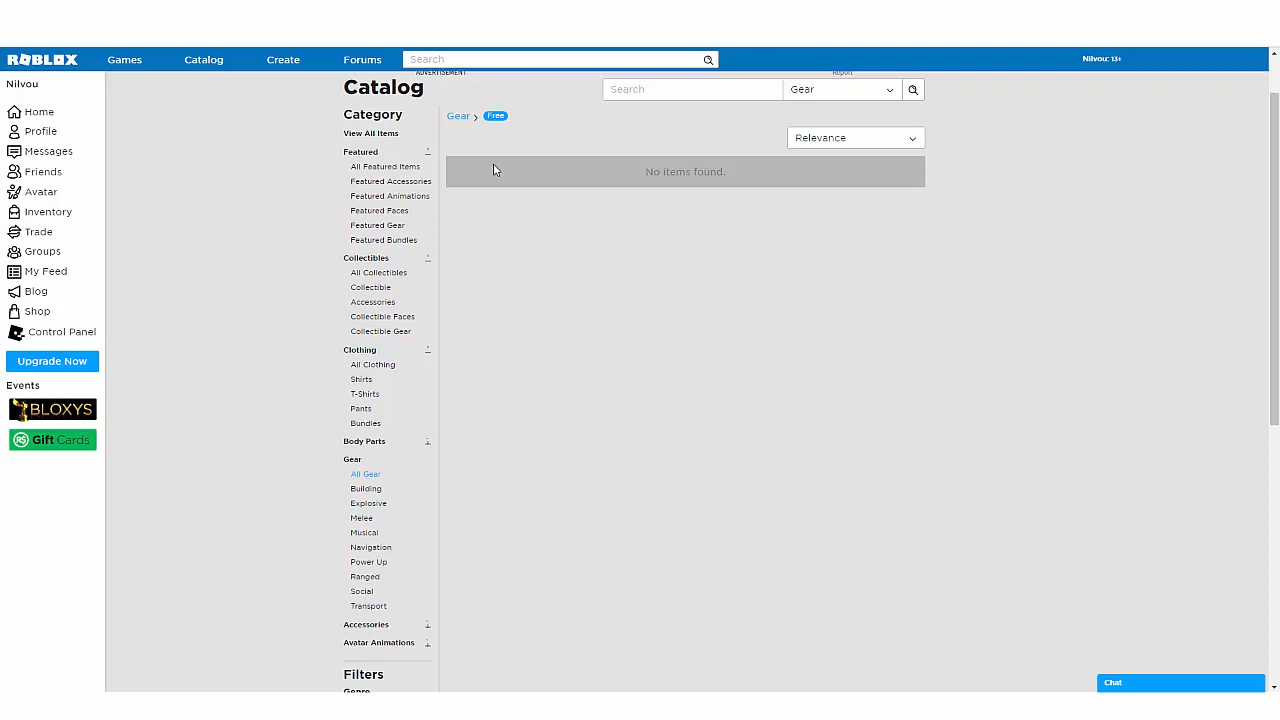 ROBLOX
Games
Catalog
Create
Forums
Search
Nilvou: 13+
Nilvou
Home
Profile
Messages
Friends
Avatar
Inventory
Trade
Groups
My Feed
Blog
Shop
Control Panel
Upgrade Now
Events
BLOXYS
Gift Cards
ADVERTISEMENT
Report
Catalog
Search
Gear
Category
View All Items
Featured
All Featured Items
Featured Accessories
Featured Animations
Featured Faces
Featured Gear
Featured Bundles
Collectibles
All Collectibles
Collectible
Accessories
Collectible Faces
Collectible Gear
Clothing
All Clothing
Shirts
T-Shirts
Pants
Bundles
Body Parts
Gear
All Gear
Building
Explosive
Melee
Musical
Navigation
Power Up
Ranged
Social
Transport
Accessories
Avatar Animations
Filters
Genre
Gear > Free
Relevance
No items found.
Chat